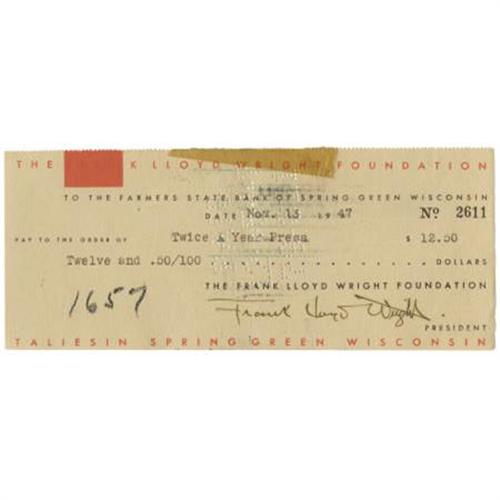 THE FRANK LLOYD WRIGHT FOUNDATION
TO THE FARMERS STATE BANK OF SPRING GREEN WISCONSIN
DATE Nov. 13 1947 Nº 2611
PAY TO THE ORDER OF Twice A Year Press $ 12.50
Twelve and .50/100 DOLLARS
THE FRANK LLOYD WRIGHT FOUNDATION
1657
Frank Lloyd Wright
PRESIDENT
TALIESIN SPRING GREEN WISCONSIN